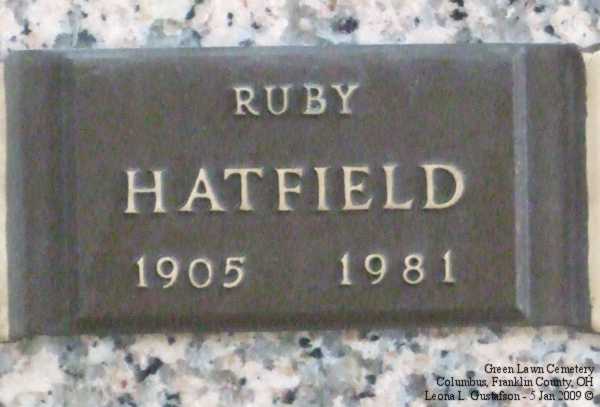 RUBY
HATFIELD
1905 1981
Green Lawn Cemetery
Columbus, Franklin County, OH
Leona L. Gustafson - 5 Jan 2009 ©